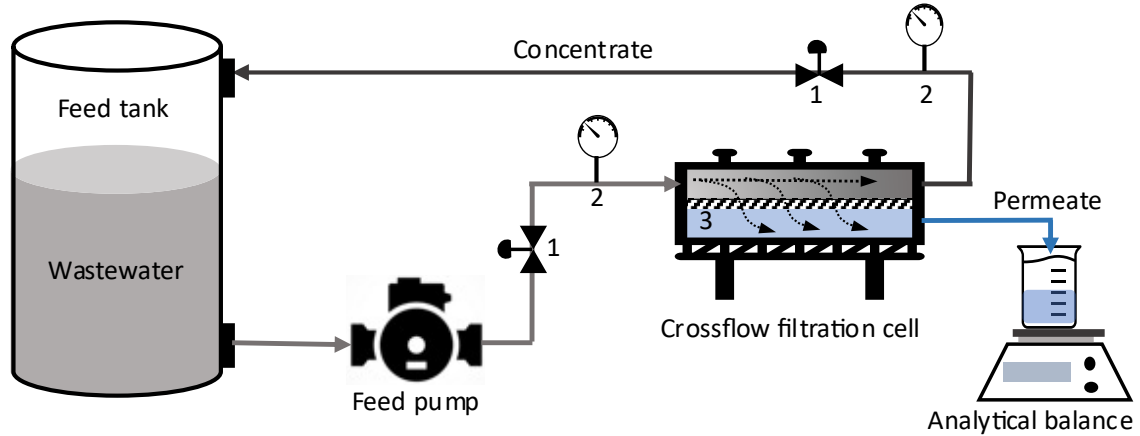 Concentrate
1
2
Feed tank
2
3
Permeate
1
Wastewater
Crossflow filtration cell
Feed pump
Analytical balance